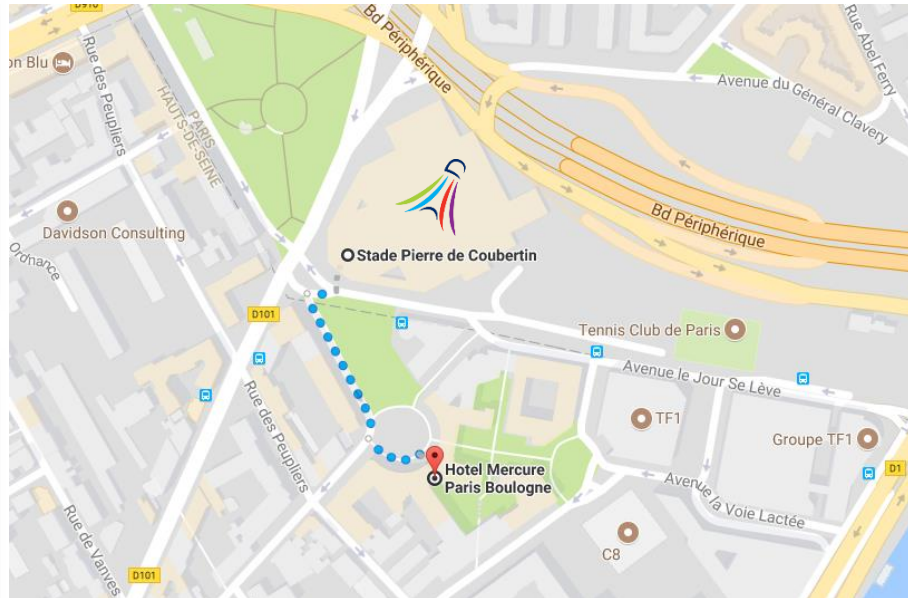 D910
on Blu
Rue des Peupliers
PARIS
HAUTS-DE-SEINE
Bd Périphérique
Rue Abel Ferry
Avenue du Général Clavery
Davidson Consulting
Ordnance
Stade Pierre de Coubertin
Bd Périphérique
D101
Tennis Club de Paris
Avenue le Jour Se Lève
Rue des Peupliers
TF1
Groupe TF1
D1
Hotel Mercure
Paris Boulogne
Avenue la Voie Lactée
Rue de Vanves
C8
D101